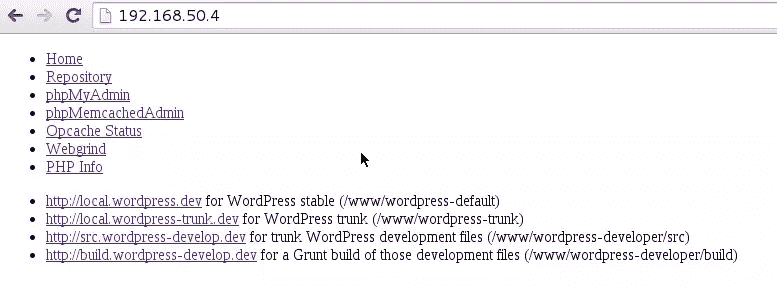 192.168.50.4
Home
Repository
phpMyAdmin
phpMemcachedAdmin
Opcache Status
Webgrind
PHP Info
http://local.wordpress.dev for WordPress stable (/www/wordpress-default)
http://local.wordpress-trunk.dev for WordPress trunk (/www/wordpress-trunk)
http://src.wordpress-develop.dev for trunk WordPress development files (/www/wordpress-developer/src)
http://build.wordpress-develop.dev for a Grunt build of those development files (/www/wordpress-developer/build)